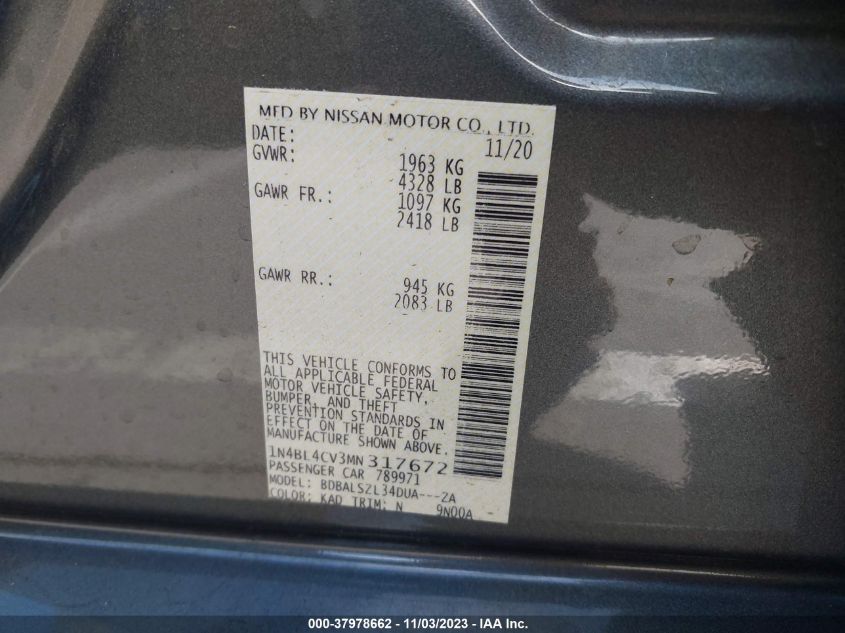 MFD BY NISSAN MOTOR CO., LTD.
DATE: 11/20
GVWR: 1963 KG
4328 LB
GAWR FR.: 1097 KG
2418 LB
GAWR RR.: 945 KG
2083 LB
THIS VEHICLE CONFORMS TO
ALL APPLICABLE FEDERAL
MOTOR VEHICLE SAFETY,
BUMPER, AND THEFT
PREVENTION STANDARDS IN
EFFECT ON THE DATE OF
MANUFACTURE SHOWN ABOVE.
1N4BL4CV3MN317672
PASSENGER CAR 789971
MODEL: BDBALSZL34DUA---ZA
COLOR: KAD TRIM: N 9N00A
000-37978662 - 11/03/2023 - IAA Inc.